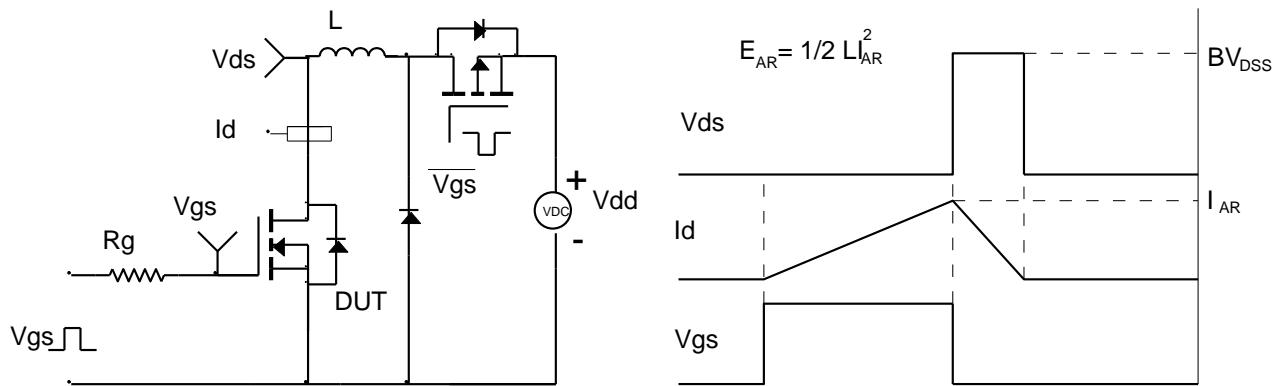 L
Vds
Id
Vgs
VDC
+
-
Vdd
Vgs
Rg
DUT
Vgs
E_AR = 1/2 LI_AR^2
BV_DSS
Vds
I_AR
Id
Vgs